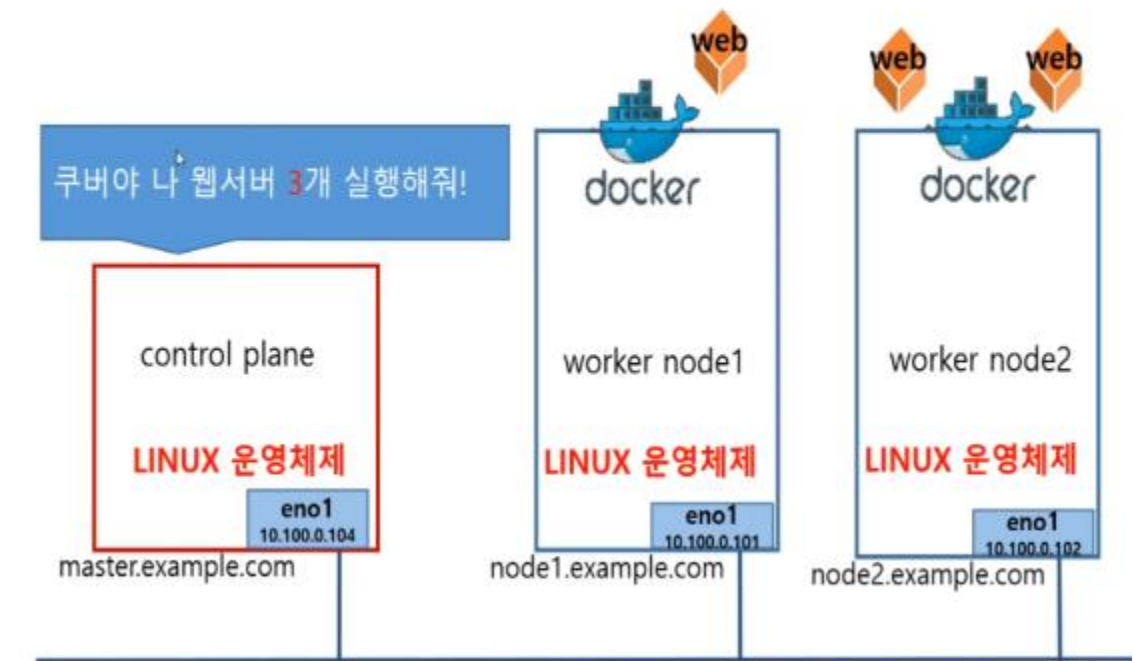 web
web
web
쿠버야 나 웹서버 3개 실행해줘!
docker
docker
control plane
worker node1
worker node2
LINUX 운영체제
LINUX 운영체제
LINUX 운영체제
eno1
10.100.0.104
eno1
10.100.0.101
eno1
10.100.0.102
master.example.com
node1.example.com
node2.example.com